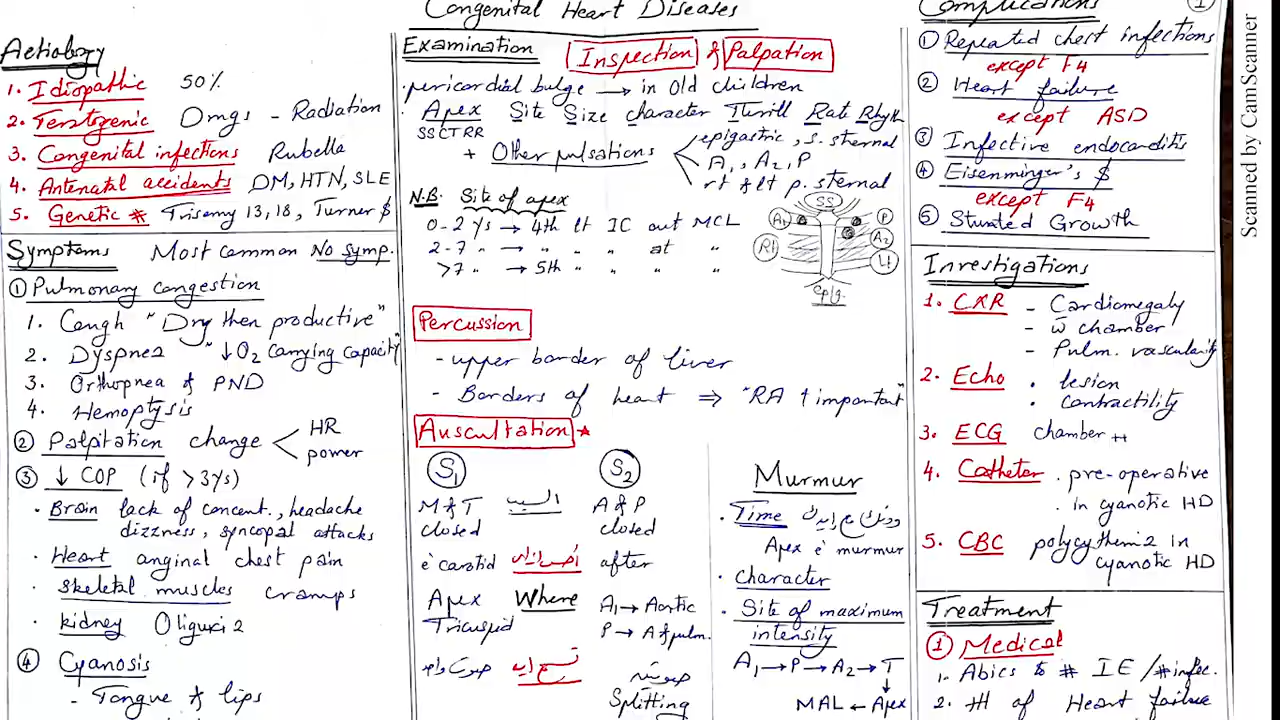 Congenital Heart Diseases
Aetiology
1. Idiopathic 50%
2. Teratogenic Drugs - Radiation
3. Congenital infections Rubella
4. Antenatal accidents DM, HTN, SLE
5. Genetic # Trisomy 13, 18, Turner $
Symptoms Most common No symp.
① Pulmonary congestion
1. Cough "Dry then productive"
2. Dyspnea "↓ O2 Carrying capacity"
3. Orthopnea & PND
4. Hemoptysis
② Palpitation change < HR
power
③ ↓ COP (if > 3 ys)
. Brain lack of concent., headache
dizzness, syncopal attacks
. Heart anginal chest pain
. skeletal muscles cramps
. kidney Oliguria
④ Cyanosis
- Tongue & lips
Examination Inspection & Palpation
. pericordial bulge → in Old children
. Apex Site Size character Thrill Rate Rhythm
SSCTRR
+ Other pulsations < epigastric, s. sternal
A1, A2, P
rt & lt p. sternal
N.B. Site of apex
0-2 ys → 4th lt IC out MCL
2-7 " → " " " at "
>7 " → 5th " " " "
SS
A1 P
A2
Rt Lt
epig.
Percussion
- upper border of liver
- Borders of heart ⇒ "RA ↑ important"
Auscultation *
S1 S2
M & T السبب A & P
closed closed
ē carotid after
Apex Where A1 → Aortic
Tricuspid P → A & pulm.
Splitting
Murmur
. Time
Apex ē murmur
. character
. Site of maximum
intensity
A1 → P → A2 → T
↓
MAL ← Apex
Complications ①
① Repeated chest infections
except F4
② Heart failure
except ASD
③ Infective endocarditis
④ Eisenminger's $
except F4
⑤ Stunted Growth
Investigations
1. CXR - Cardiomegaly
- w̄ chamber
- Pulm. vascularity
2. Echo . lesion
. contractility
3. ECG chamber ++
4. Catheter . pre-operative
in cyanotic HD
5. CBC polycythemia in
cyanotic HD
Treatment
① Medical
1. Abics to # IE / # infec.
2. ttt of Heart failure
Scanned by CamScanner